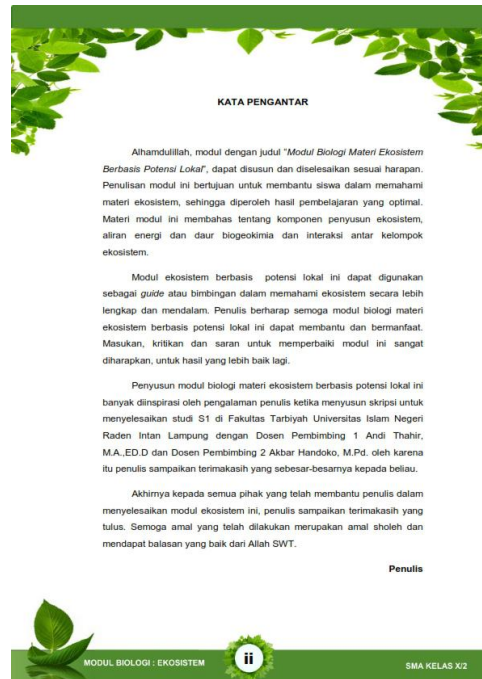 KATA PENGANTAR
Alhamdulillah, modul dengan judul "Modul Biologi Materi Ekosistem
Berbasis Potensi Lokal", dapat disusun dan diselesaikan sesuai harapan.
Penulisan modul ini bertujuan untuk membantu siswa dalam memahami
materi ekosistem, sehingga diperoleh hasil pembelajaran yang optimal.
Materi modul ini membahas tentang komponen penyusun ekosistem,
aliran energi dan daur biogeokimia dan interaksi antar kelompok
ekosistem.
Modul ekosistem berbasis potensi lokal ini dapat digunakan
sebagai guide atau bimbingan dalam memahami ekosistem secara lebih
lengkap dan mendalam. Penulis berharap semoga modul biologi materi
ekosistem berbasis potensi lokal ini dapat membantu dan bermanfaat.
Masukan, kritikan dan saran untuk memperbaiki modul ini sangat
diharapkan, untuk hasil yang lebih baik lagi.
Penyusun modul biologi materi ekosistem berbasis potensi lokal ini
banyak diinspirasi oleh pengalaman penulis ketika menyusun skripsi untuk
menyelesaikan studi S1 di Fakultas Tarbiyah Universitas Islam Negeri
Raden Intan Lampung dengan Dosen Pembimbing 1 Andi Thahir,
M.A.,ED.D dan Dosen Pembimbing 2 Akbar Handoko, M.Pd. oleh karena
itu penulis sampaikan terimakasih yang sebesar-besarnya kepada beliau.
Akhirnya kepada semua pihak yang telah membantu penulis dalam
menyelesaikan modul ekosistem ini, penulis sampaikan terimakasih yang
tulus. Semoga amal yang telah dilakukan merupakan amal sholeh dan
mendapat balasan yang baik dari Allah SWT.
Penulis
MODUL BIOLOGI : EKOSISTEM
ii
SMA KELAS X/2